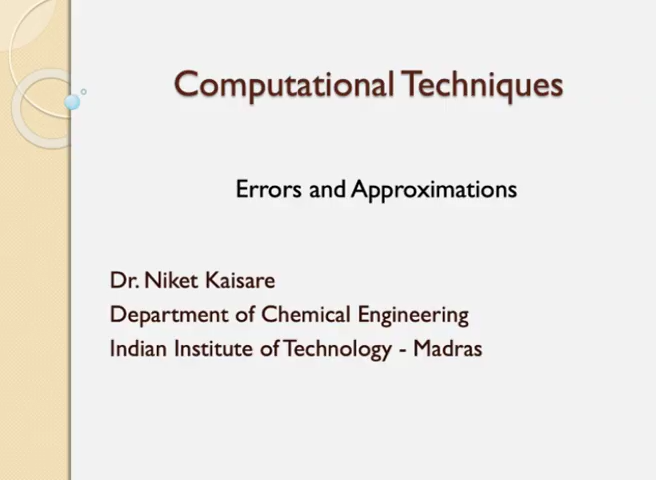 Computational Techniques
Errors and Approximations
Dr. Niket Kaisare
Department of Chemical Engineering
Indian Institute of Technology - Madras